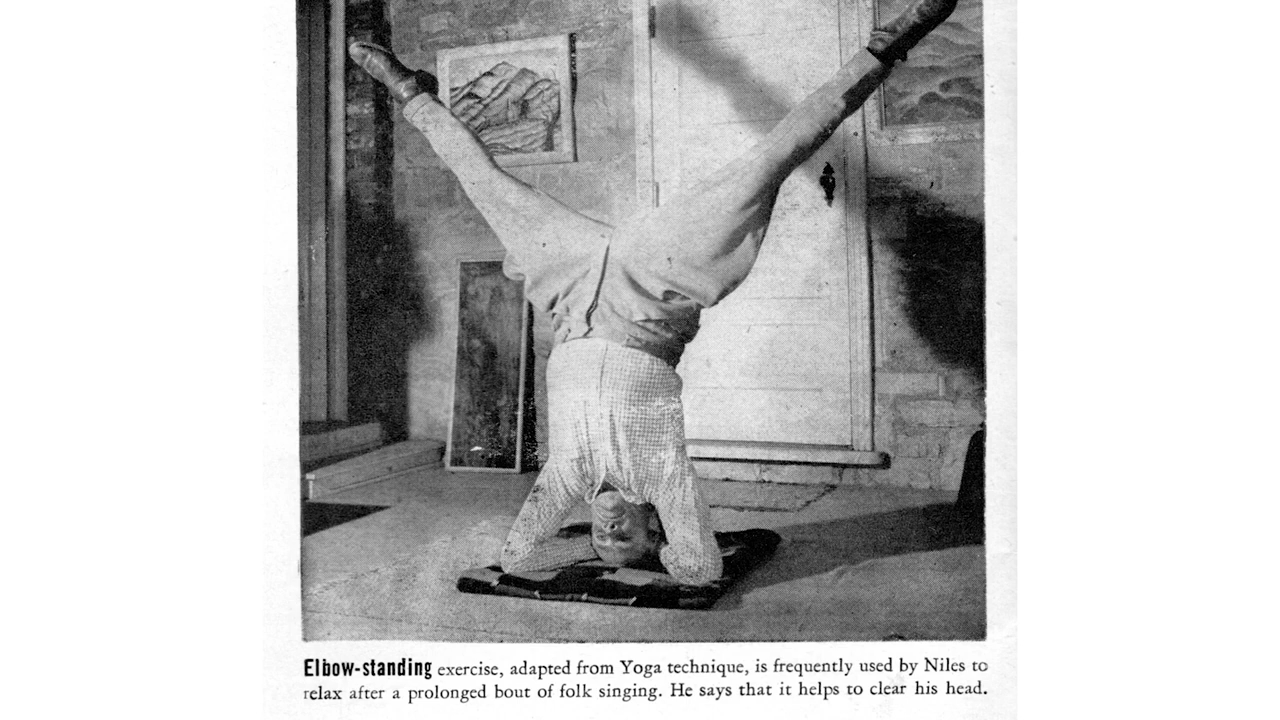 Elbow-standing exercise, adapted from Yoga technique, is frequently used by Niles to
relax after a prolonged bout of folk singing. He says that it helps to clear his head.